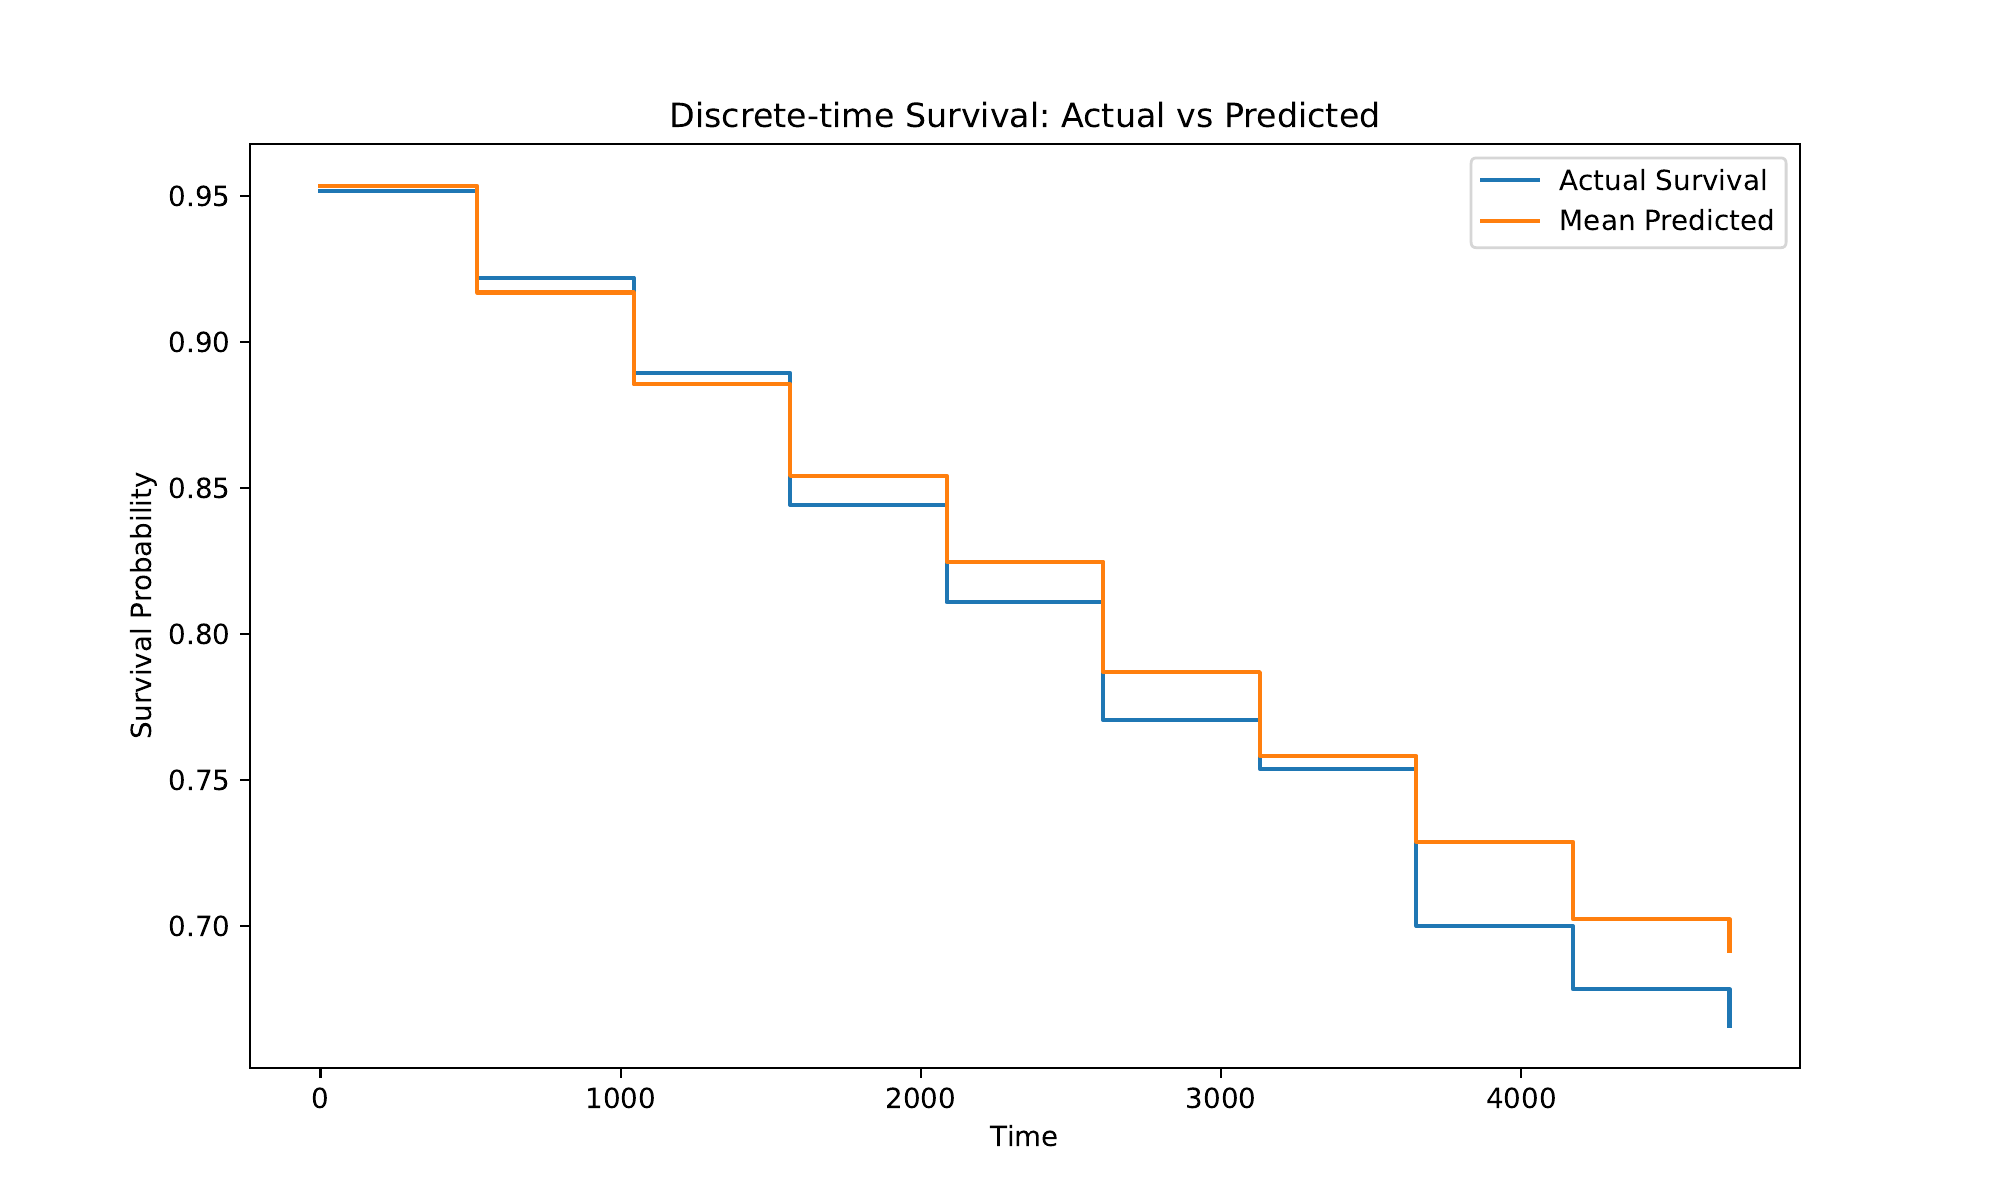 Discrete-time Survival: Actual vs Predicted
Actual Survival
Mean Predicted
Survival Probability
0.95
0.90
0.85
0.80
0.75
0.70
0
1000
2000
3000
4000
Time